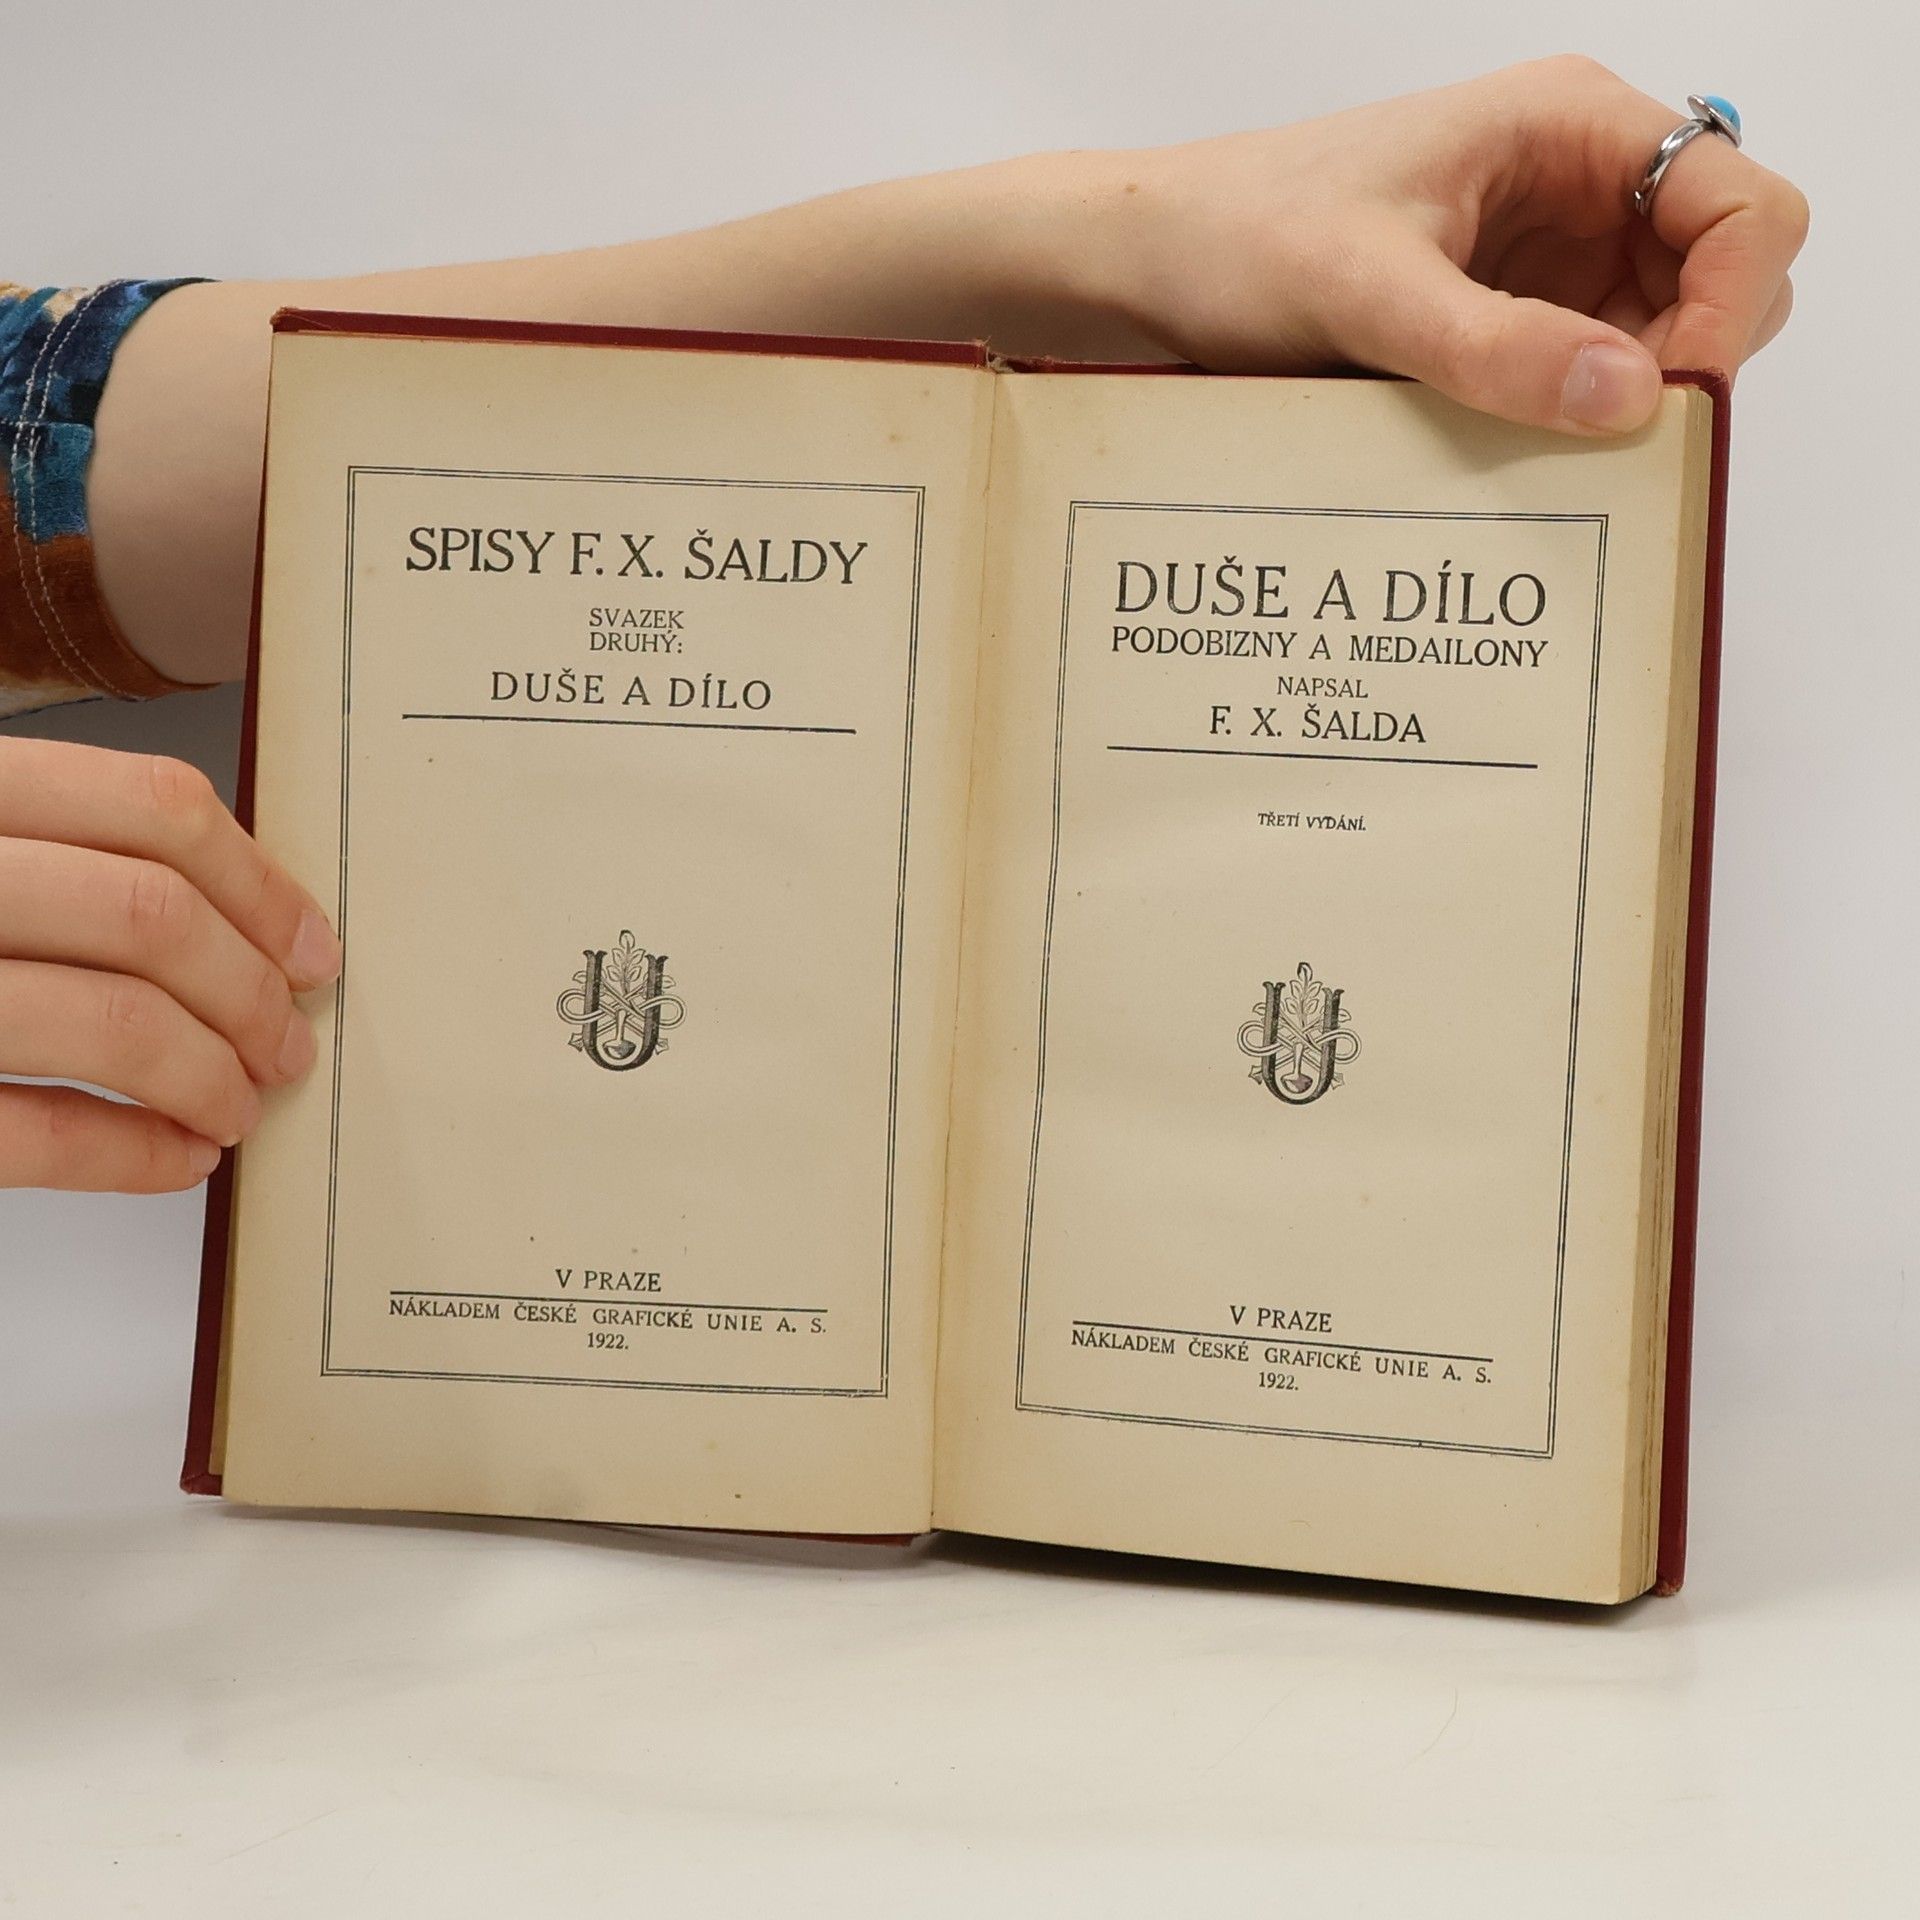 SPISY F. X. ŠALDY
SVAZEK
DRUHÝ:
DUŠE A DÍLO
V PRAZE
NÁKLADEM ČESKÉ GRAFICKÉ UNIE A. S.
1922.
DUŠE A DÍLO
PODOBIZNY A MEDAILONY
NAPSAL
F. X. ŠALDA
TŘETÍ VYDÁNÍ.
V PRAZE
NÁKLADEM ČESKÉ GRAFICKÉ UNIE A. S.
1922.